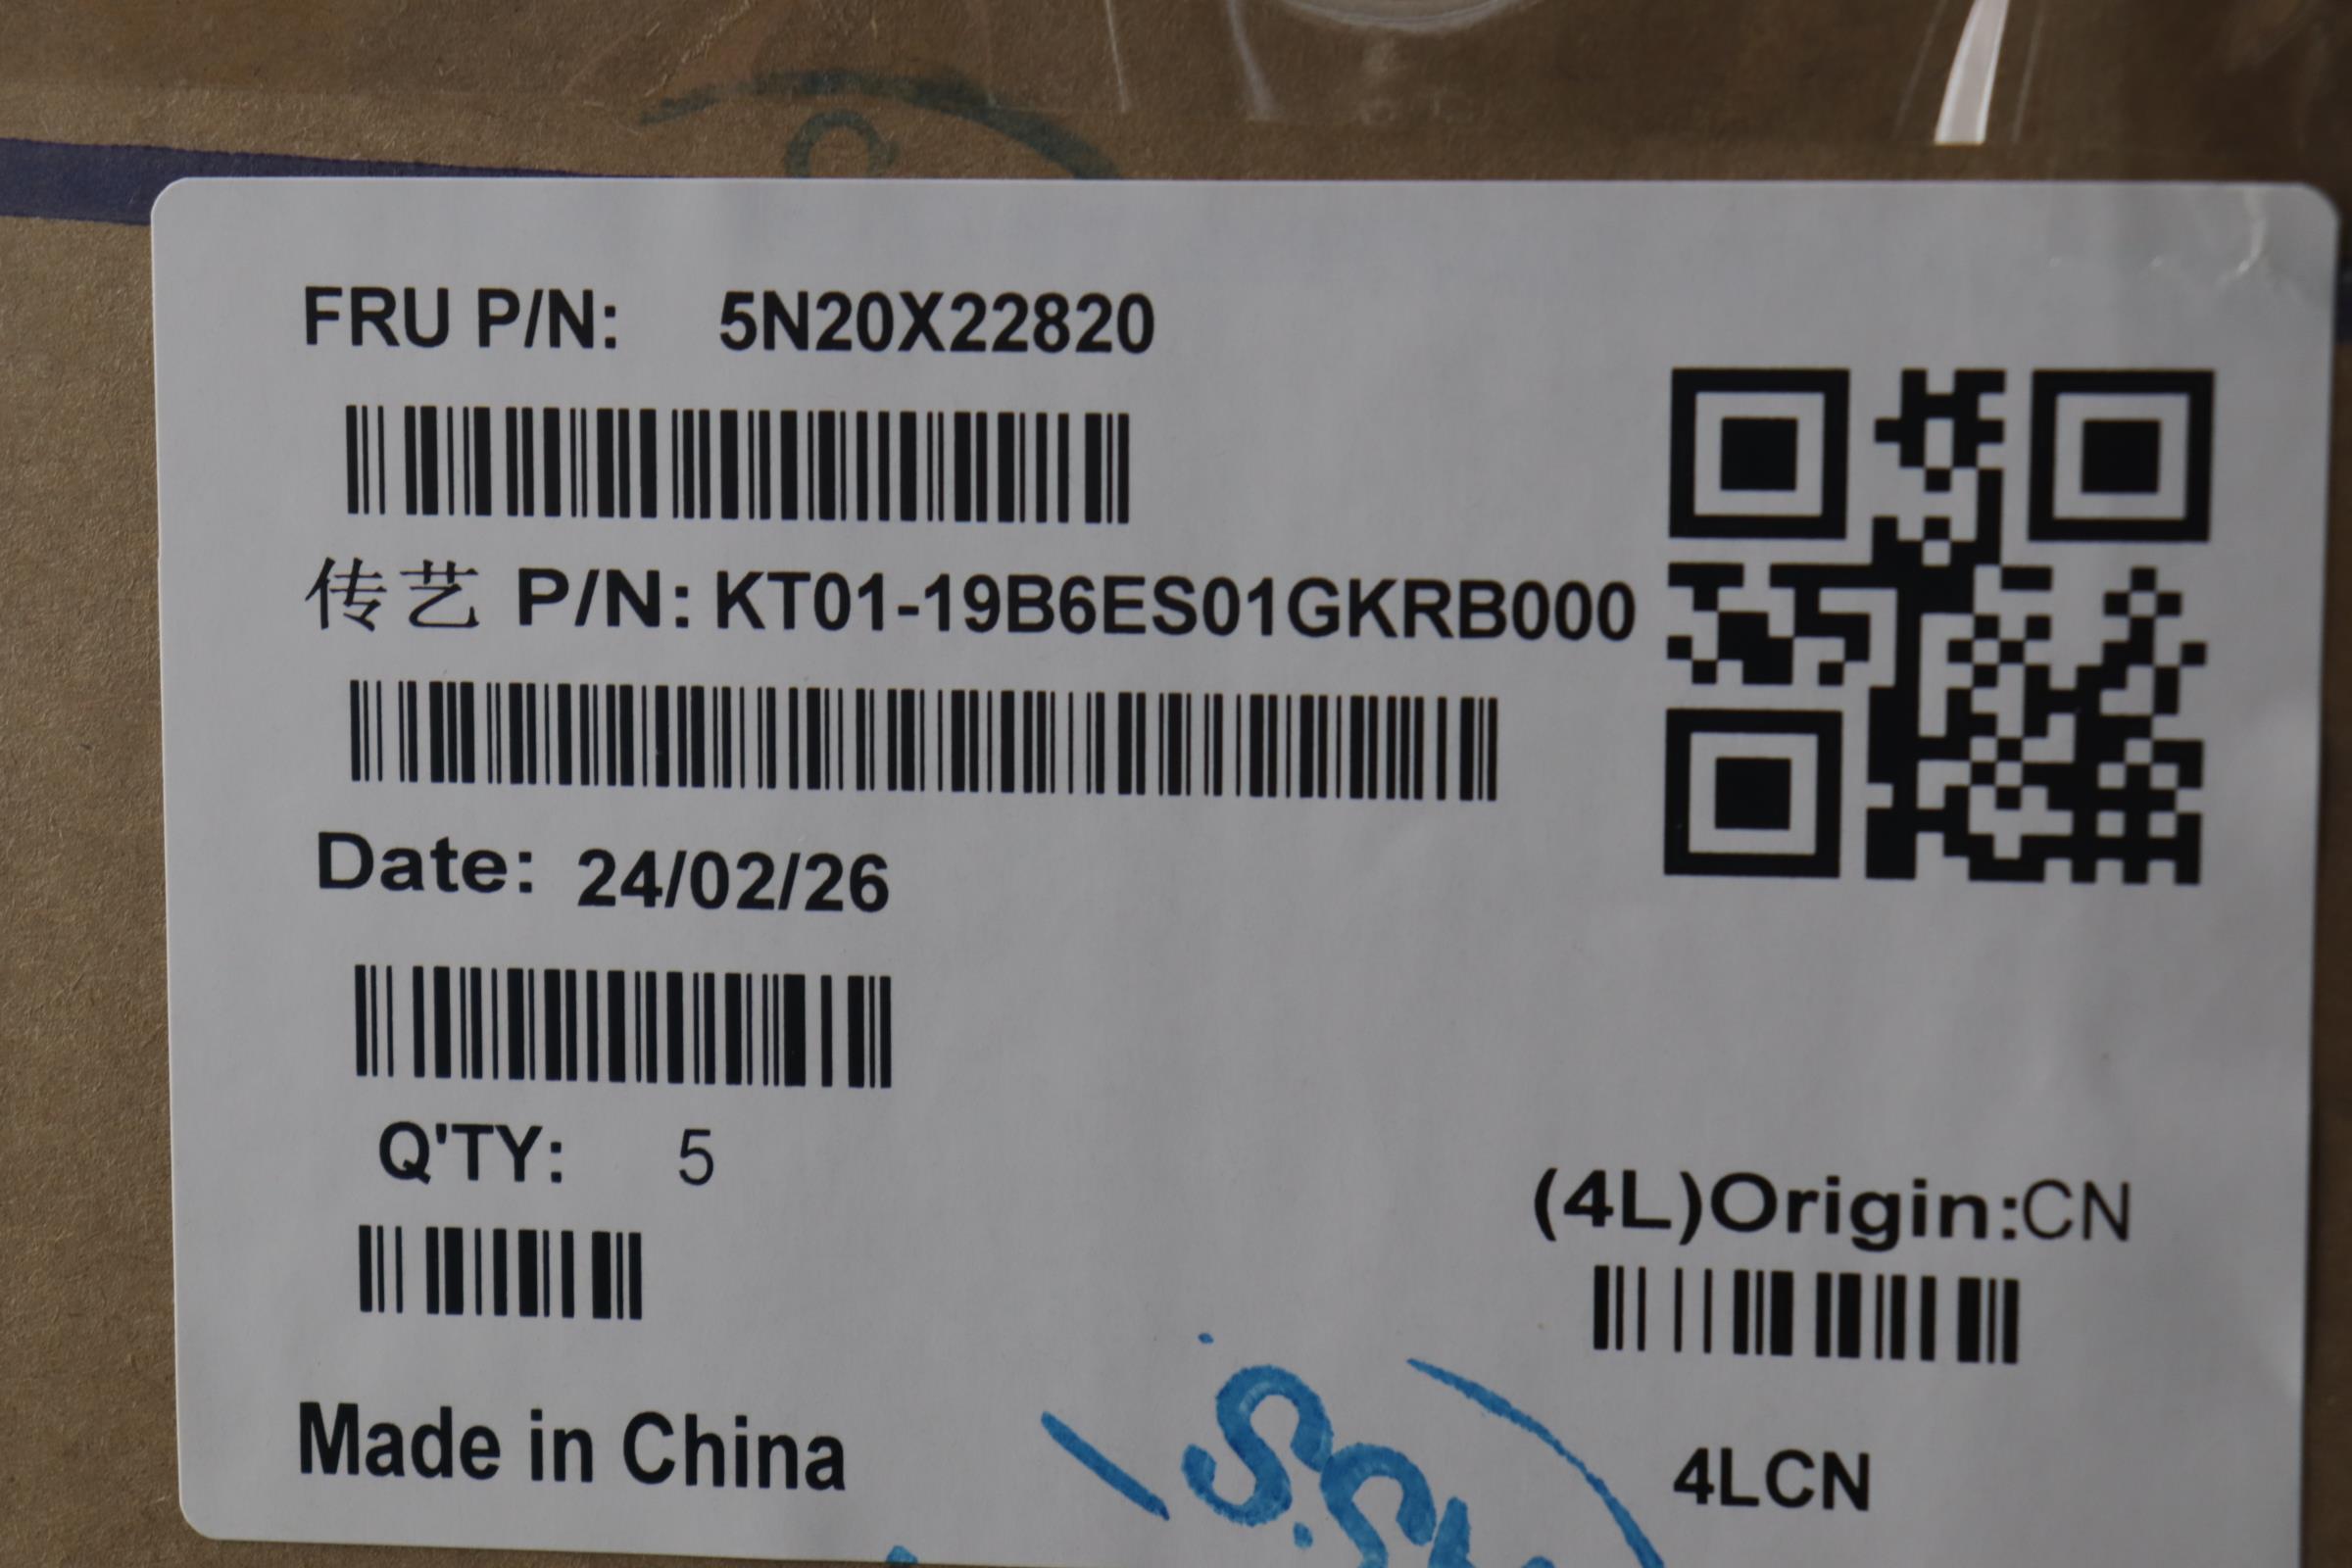 FRU P/N: 5N20X22820
传艺 P/N: KT01-19B6ES01GKRB000
Date: 24/02/26
Q'TY: 5
(4L)Origin:CN
Made in China
4LCN